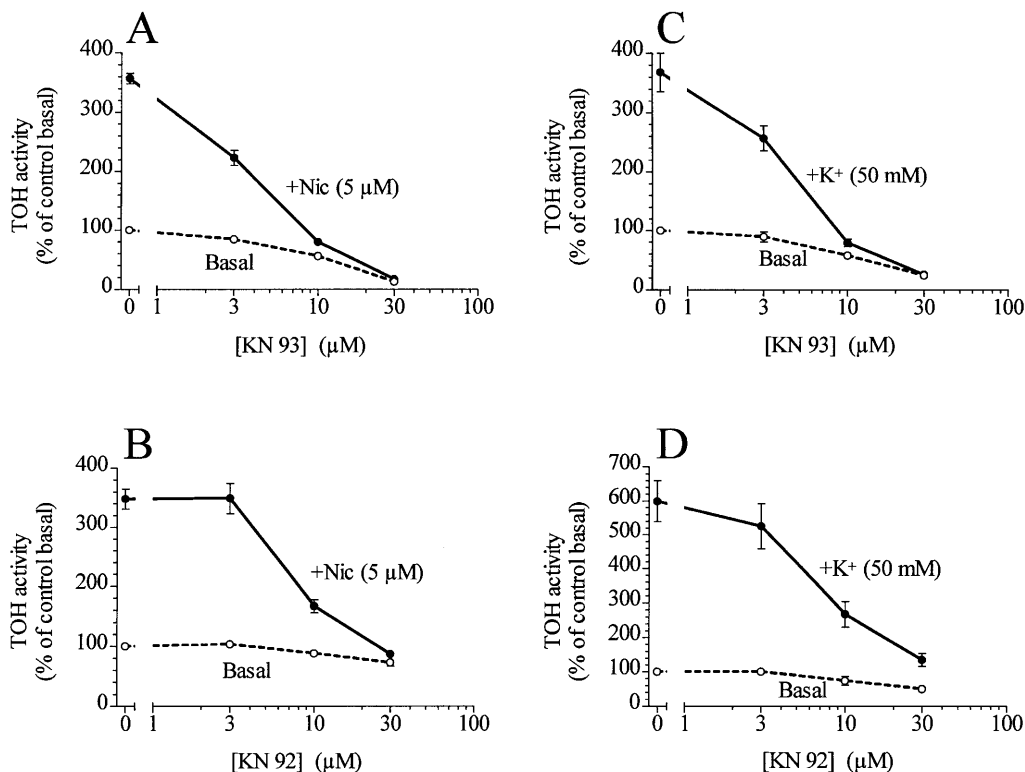 A
TOH activity
(% of control basal)
400
300
200
100
0
+Nic (5 µM)
Basal
0 1 3 10 30 100
[KN 93] (µM)
C
TOH activity
(% of control basal)
400
300
200
100
0
+K+ (50 mM)
Basal
0 1 3 10 30 100
[KN 93] (µM)
B
TOH activity
(% of control basal)
400
300
200
100
0
+Nic (5 µM)
Basal
0 1 3 10 30 100
[KN 92] (µM)
D
TOH activity
(% of control basal)
700
600
500
400
300
200
100
0
+K+ (50 mM)
Basal
0 1 3 10 30 100
[KN 92] (µM)